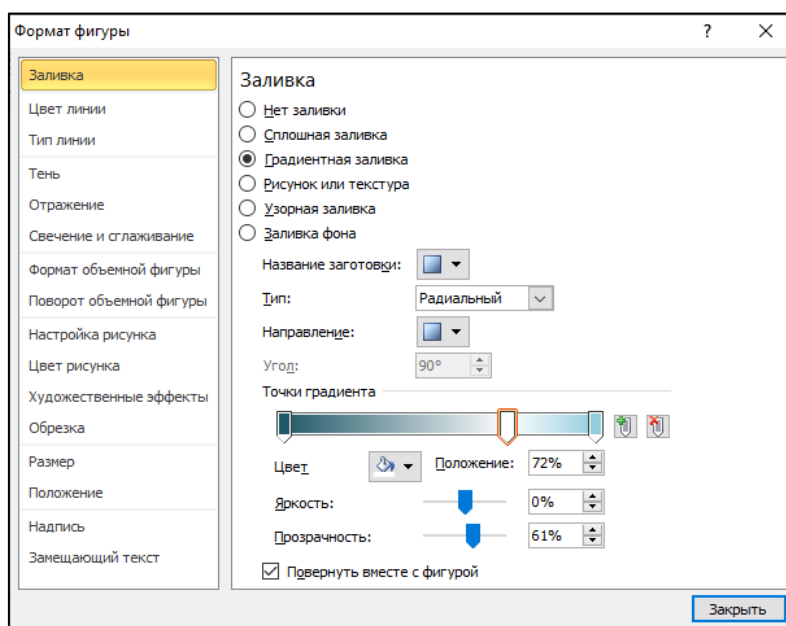 Формат фигуры
?
Заливка
Цвет линии
Тип линии
Тень
Отражение
Свечение и сглаживание
Формат объемной фигуры
Поворот объемной фигуры
Настройка рисунка
Цвет рисунка
Художественные эффекты
Обрезка
Размер
Положение
Надпись
Замещающий текст
Заливка
Нет заливки
Сплошная заливка
Градиентная заливка
Рисунок или текстура
Узорная заливка
Заливка фона
Название заготовки:
Тип: Радиальный
Направление:
Угол: 90°
Точки градиента
Цвет Положение: 72%
Яркость: 0%
Прозрачность: 61%
Повернуть вместе с фигурой
Закрыть